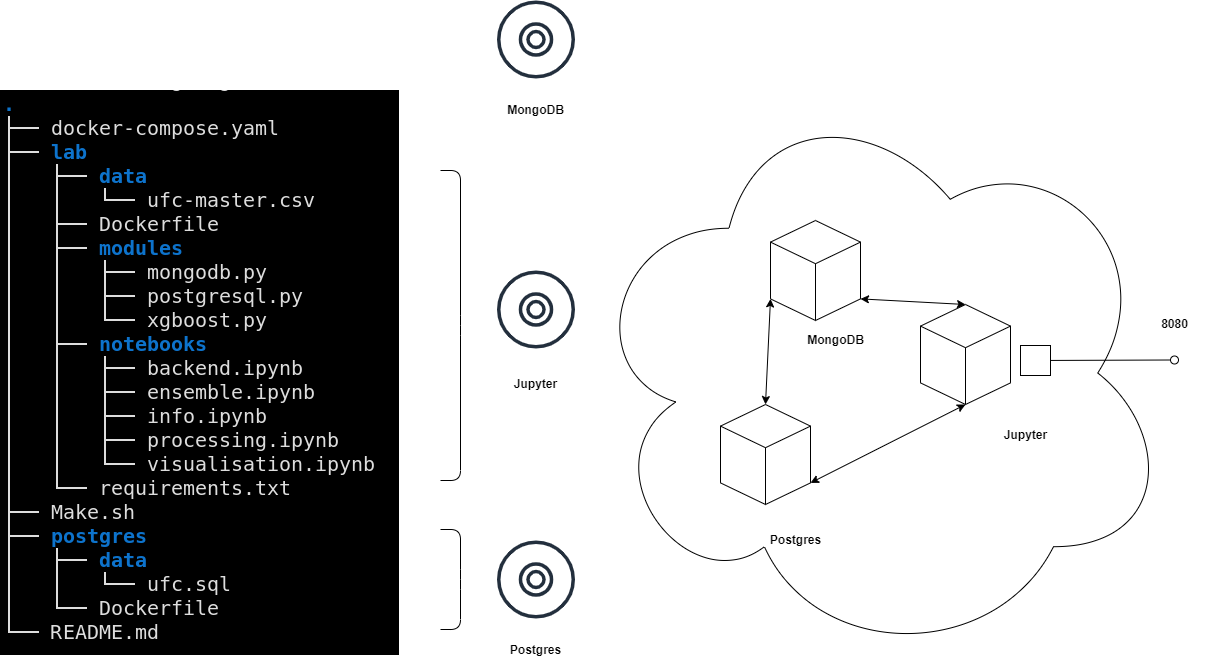 MongoDB
.
docker-compose.yaml
lab
data
ufc-master.csv
Dockerfile
modules
mongodb.py
postgresql.py
xgboost.py
notebooks
backend.ipynb
ensemble.ipynb
info.ipynb
processing.ipynb
visualisation.ipynb
requirements.txt
Make.sh
postgres
data
ufc.sql
Dockerfile
README.md
Jupyter
Postgres
MongoDB
8080
Jupyter
Postgres